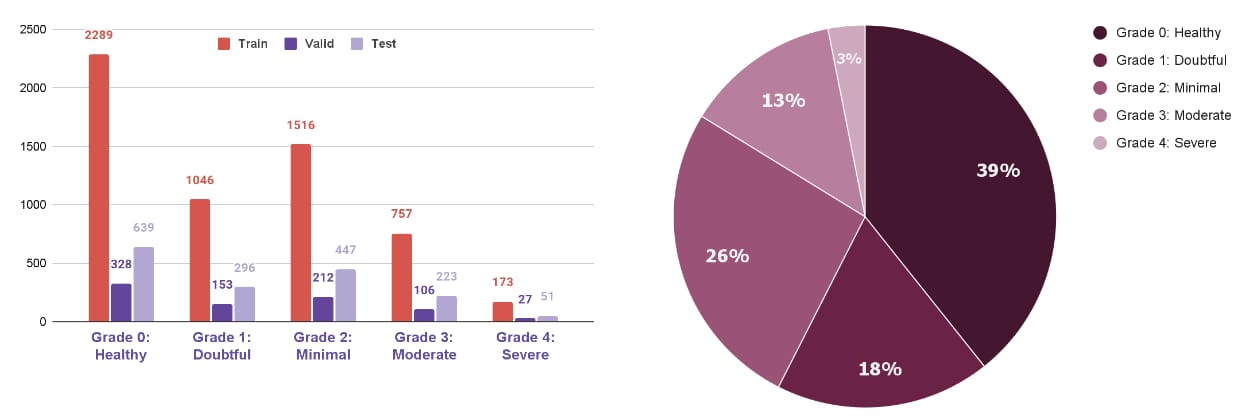 2500
2000
1500
1000
500
0
Train
Valid
Test
2289
328
639
1046
153
296
1516
212
447
757
106
223
173
27
51
Grade 0:
Healthy
Grade 1:
Doubtful
Grade 2:
Minimal
Grade 3:
Moderate
Grade 4:
Severe
39%
18%
26%
13%
3%
Grade 0: Healthy
Grade 1: Doubtful
Grade 2: Minimal
Grade 3: Moderate
Grade 4: Severe